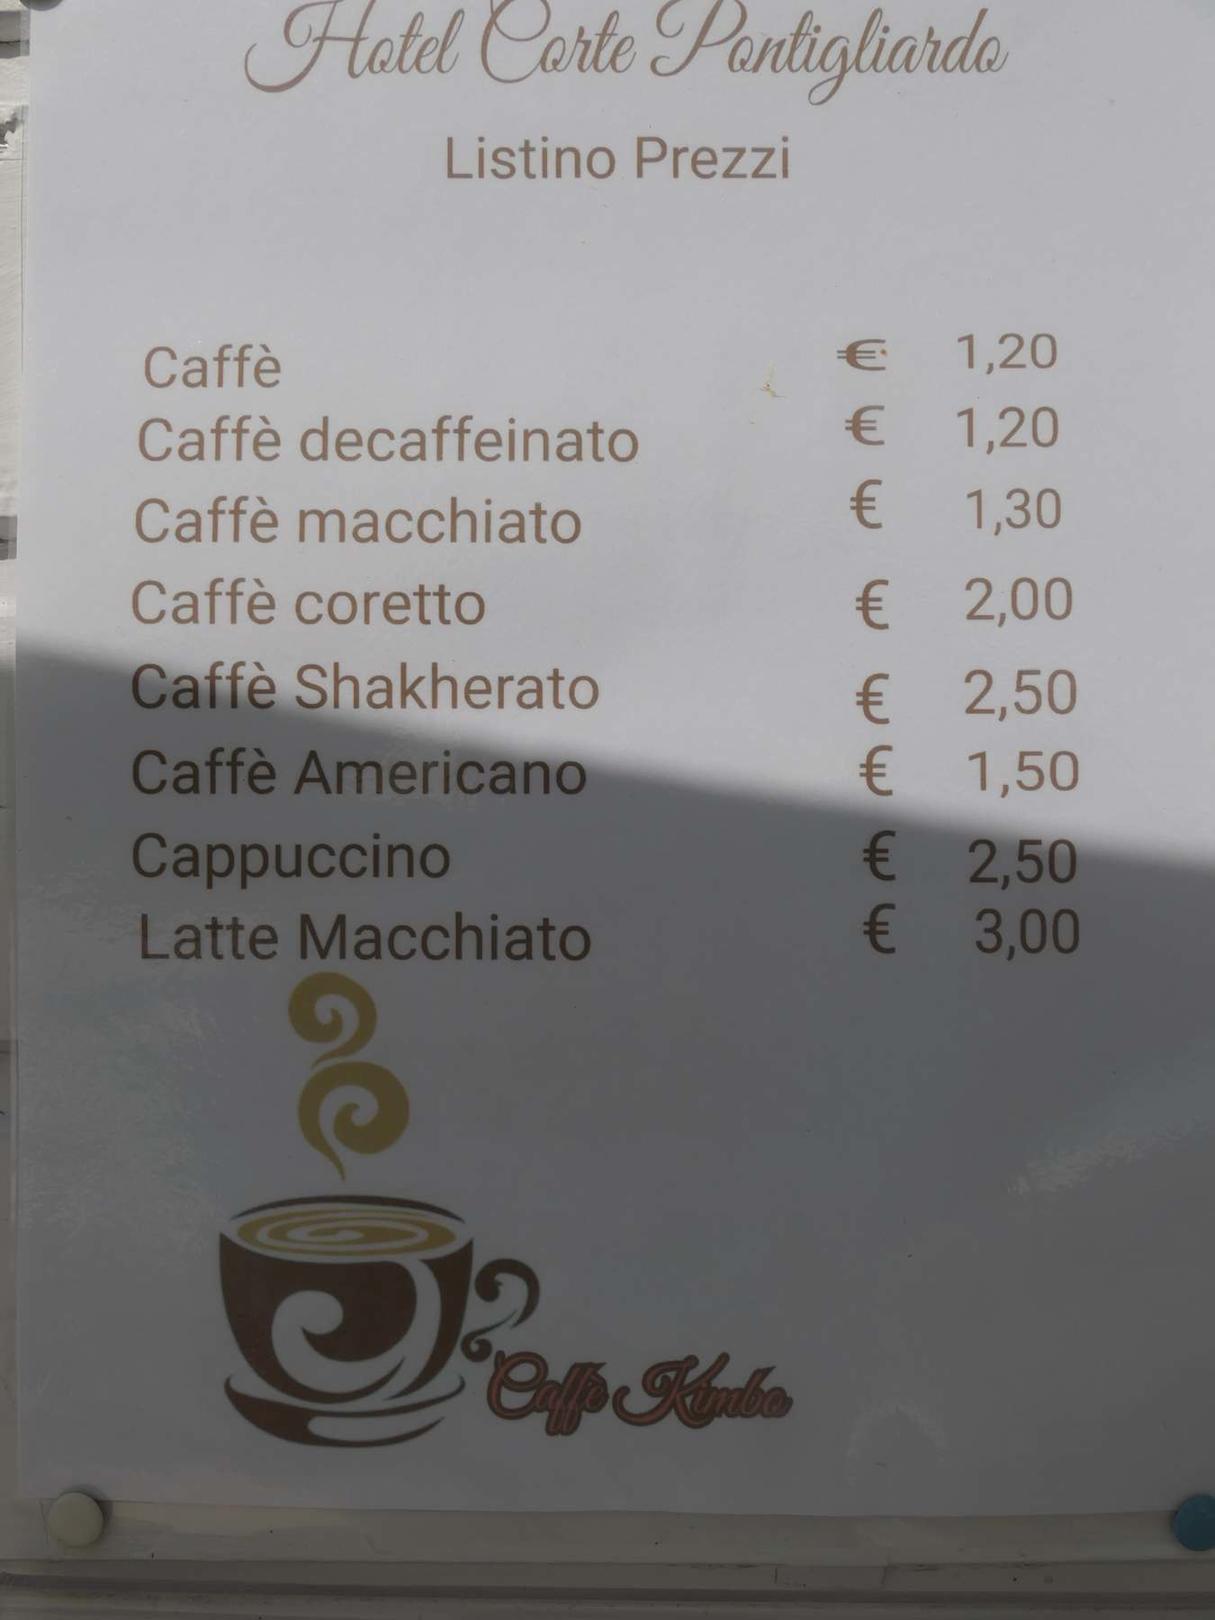 Hotel Corte Pontigliardo
Listino Prezzi
Caffè € 1,20
Caffè decaffeinato € 1,20
Caffè macchiato € 1,30
Caffè coretto € 2,00
Caffè Shakherato € 2,50
Caffè Americano € 1,50
Cappuccino € 2,50
Latte Macchiato € 3,00
Caffè Kimbo